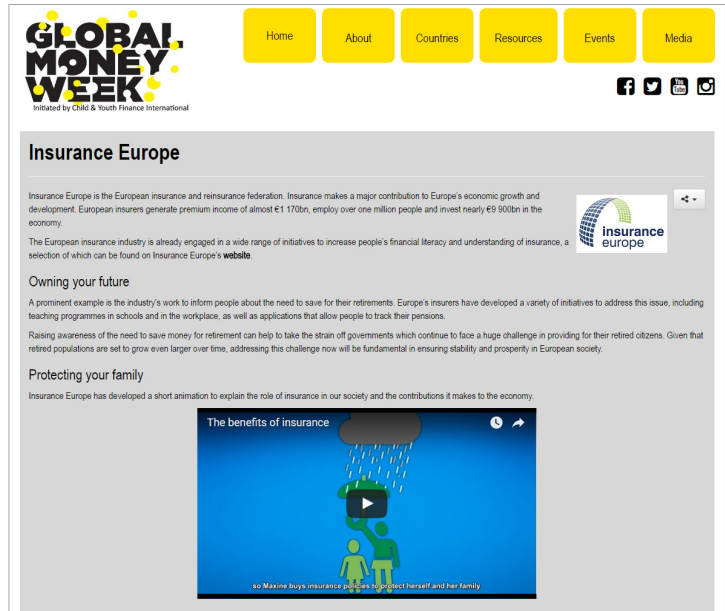 GLOBAL
MONEY
WEEK
Initiated by Child & Youth Finance International
Home
About
Countries
Resources
Events
Media
You
Tube
Insurance Europe
Insurance Europe is the European insurance and reinsurance federation. Insurance makes a major contribution to Europe's economic growth and
development. European insurers generate premium income of almost €1 170bn, employ over one million people and invest nearly €9 900bn in the
economy.
insurance
europe
The European insurance industry is already engaged in a wide range of initiatives to increase people's financial literacy and understanding of insurance, a
selection of which can be found on Insurance Europe's website.
Owning your future
A prominent example is the industry's work to inform people about the need to save for their retirements. Europe's insurers have developed a variety of initiatives to address this issue, including
teaching programmes in schools and in the workplace, as well as applications that allow people to track their pensions.
Raising awareness of the need to save money for retirement can help to take the strain off governments which continue to face a huge challenge in providing for their retired citizens. Given that
retired populations are set to grow even larger over time, addressing this challenge now will be fundamental in ensuring stability and prosperity in European society.
Protecting your family
Insurance Europe has developed a short animation to explain the role of insurance in our society and the contributions it makes to the economy.
The benefits of insurance
so Maxine buys insurance policies to protect herself and her family